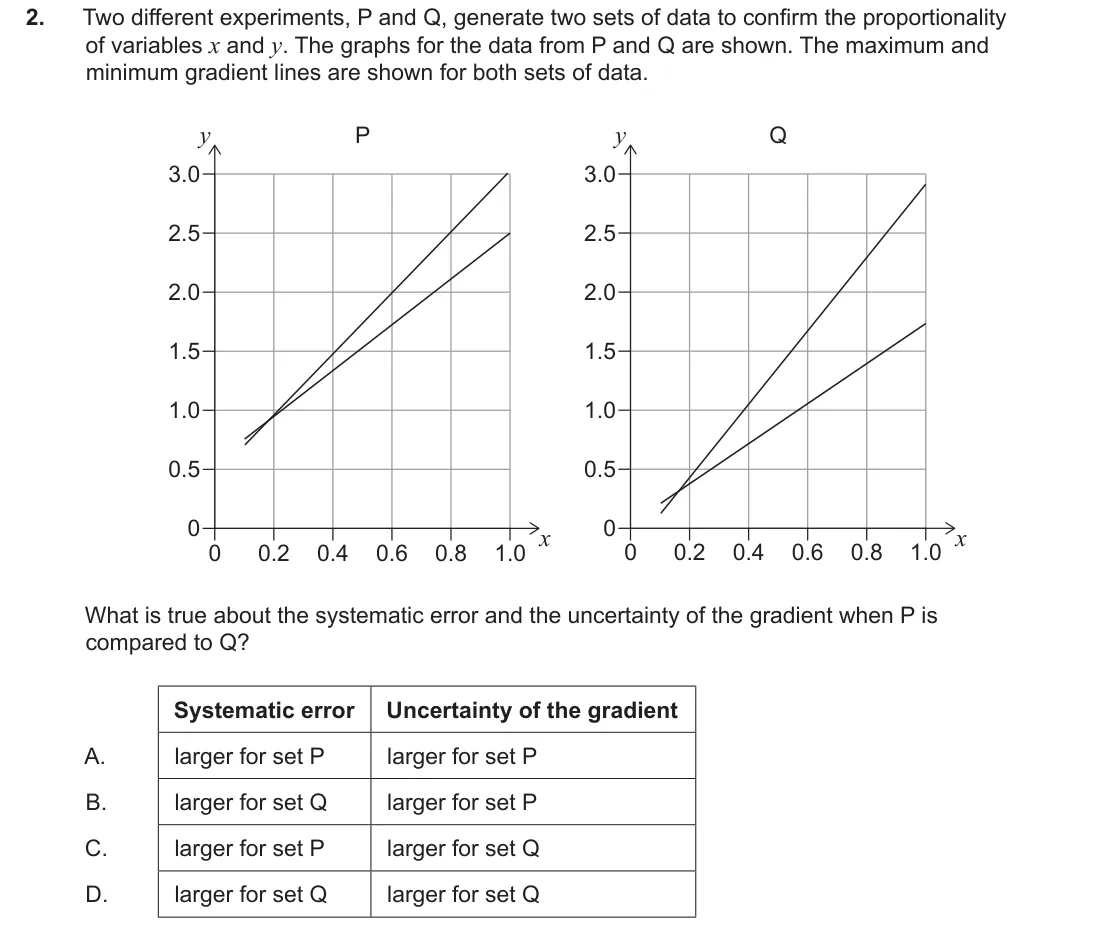 2. Two different experiments, P and Q, generate two sets of data to confirm the proportionality
of variables x and y. The graphs for the data from P and Q are shown. The maximum and
minimum gradient lines are shown for both sets of data.
y P
3.0
2.5
2.0
1.5
1.0
0.5
0
0 0.2 0.4 0.6 0.8 1.0 x
y Q
3.0
2.5
2.0
1.5
1.0
0.5
0
0 0.2 0.4 0.6 0.8 1.0 x
What is true about the systematic error and the uncertainty of the gradient when P is
compared to Q?
Systematic error Uncertainty of the gradient
A. larger for set P larger for set P
B. larger for set Q larger for set P
C. larger for set P larger for set Q
D. larger for set Q larger for set Q